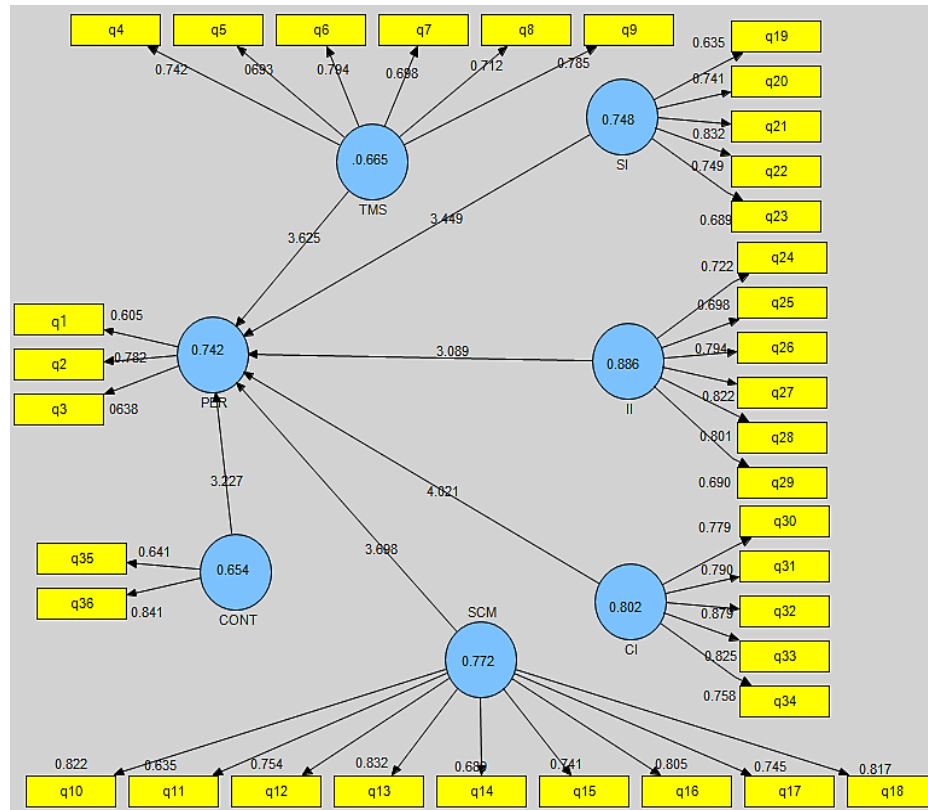 q4 q5 q6 q7 q8 q9
0.742 0693 0.794 0.698 0.712 0.785
.0.665
TMS
0.635 q19
0.741 q20
q21
0.832
q22
0.749
0.689 q23
0.748
SI
3.625
3.449
0.722 q24
0.698 q25
0.794 q26
0.822 q27
0.801 q28
0.690 q29
0.886
II
3.089
q1 0.605
q2 0.782
q3 0638
0.742
PER
3.227
4.021
3.698
q35 0.641
q36 0.841
0.654
CONT
0.779 q30
0.790 q31
0.879 q32
0.825 q33
0.758 q34
0.802
CI
SCM
0.772
0.822 0.635 0.754 0.832 0.689 0.741 0.805 0.745 0.817
q10 q11 q12 q13 q14 q15 q16 q17 q18